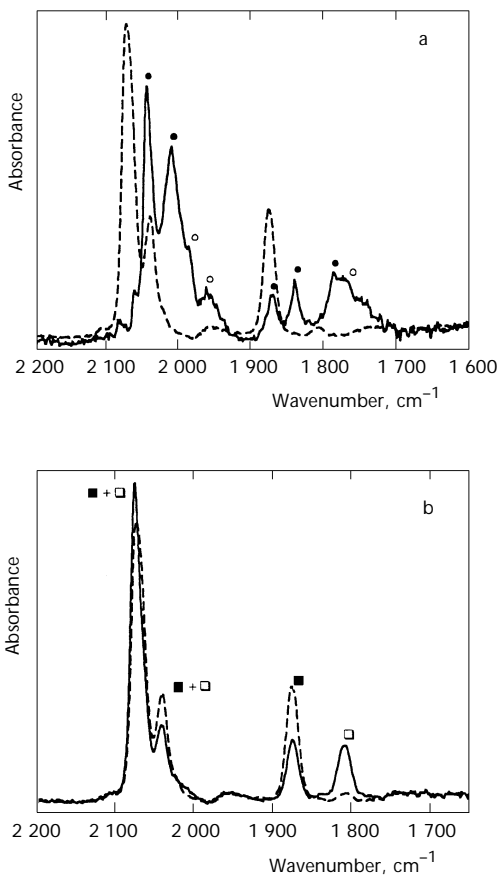 a
Absorbance
2 200 2 100 2 000 1 900 1 800 1 700 1 600
Wavenumber, cm⁻¹
b
■ + ❑
■ + ❑
■
❑
Absorbance
2 200 2 100 2 000 1 900 1 800 1 700
Wavenumber, cm⁻¹